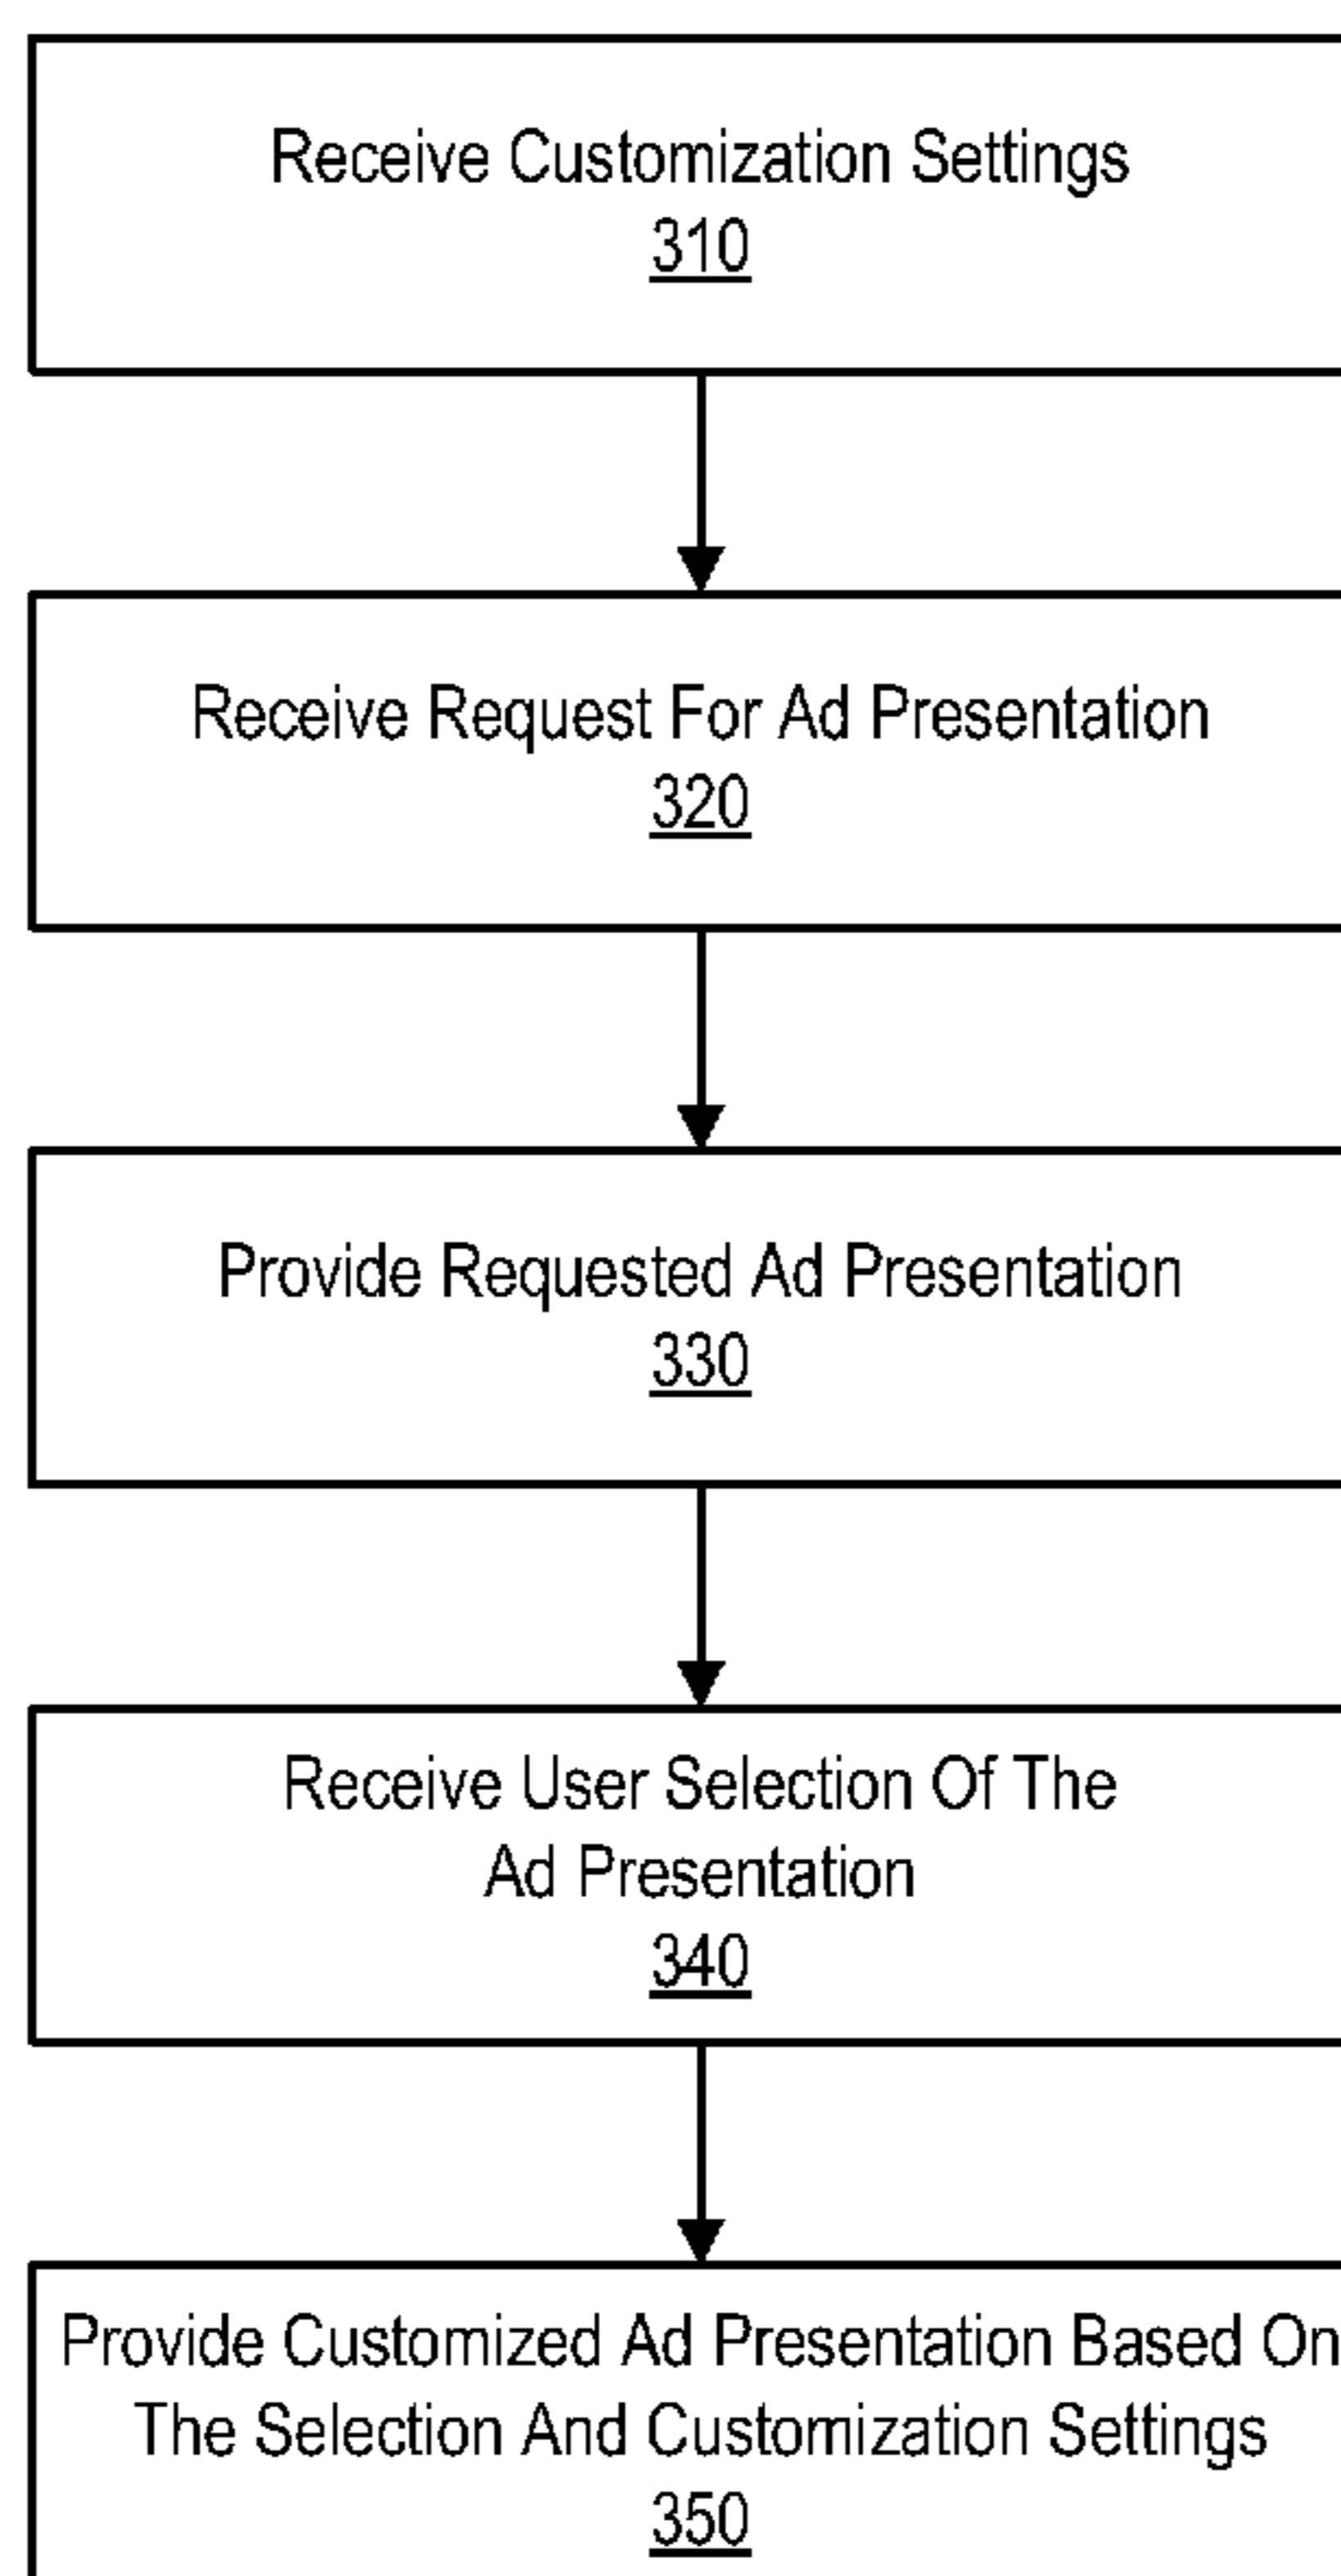 Receive Customization Settings
310
Receive Request For Ad Presentation
320
Provide Requested Ad Presentation
330
Receive User Selection Of The
Ad Presentation
340
Provide Customized Ad Presentation Based On
The Selection And Customization Settings
350